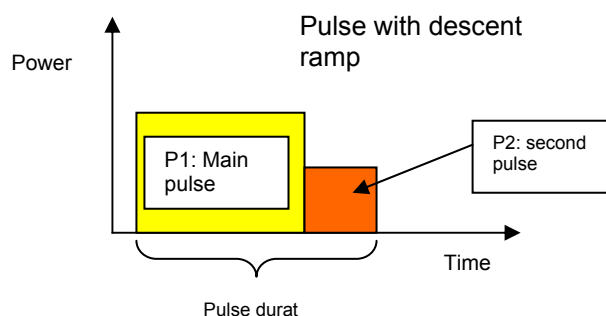 Pulse with descent
ramp
Power
P1: Main
pulse
P2: second
pulse
Time
Pulse durat